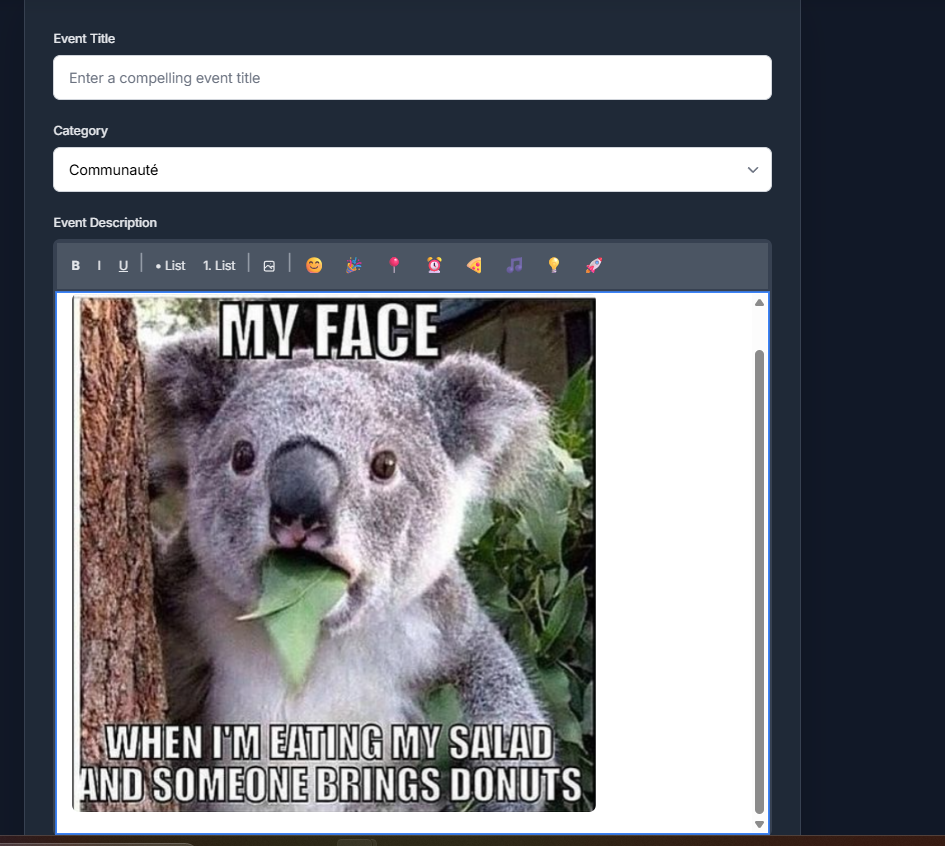 Event Title
Enter a compelling event title
Category
Communauté
Event Description
B I U • List 1. List
MY FACE
WHEN I'M EATING MY SALAD
AND SOMEONE BRINGS DONUTS